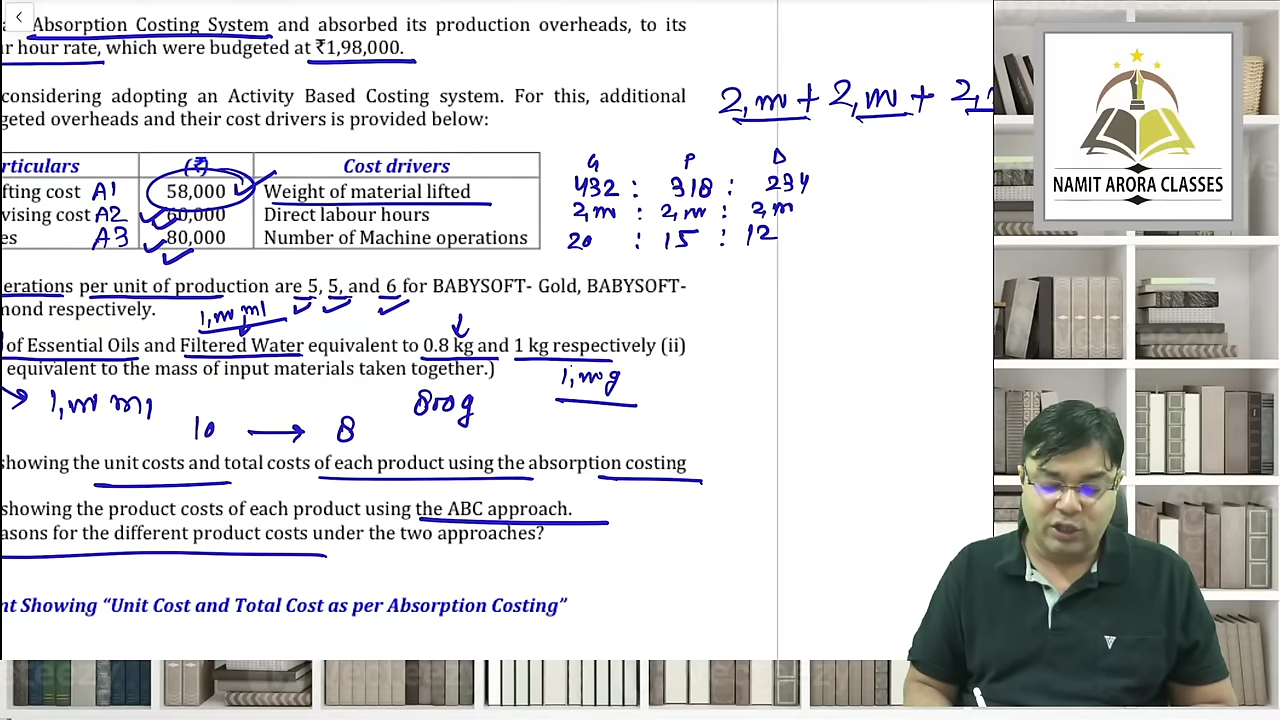 Absorption Costing System and absorbed its production overheads, to its
r hour rate, which were budgeted at ₹1,98,000.
considering adopting an Activity Based Costing system. For this, additional
geted overheads and their cost drivers is provided below:
2,m + 2,m +
G P D
432 : 318 : 234
2,m : 2,m : 2,m
20 : 15 : 12
rticulars (₹) Cost drivers
fting cost A1 58,000 Weight of material lifted
vising cost A2 60,000 Direct labour hours
es A3 80,000 Number of Machine operations
erations per unit of production are 5, 5, and 6 for BABYSOFT- Gold, BABYSOFT-
mond respectively.
1,m ml
of Essential Oils and Filtered Water equivalent to 0.8 kg and 1 kg respectively (ii)
equivalent to the mass of input materials taken together.)
1,m g
1,m ml
800g
10 → 8
showing the unit costs and total costs of each product using the absorption costing
showing the product costs of each product using the ABC approach.
asons for the different product costs under the two approaches?
nt Showing “Unit Cost and Total Cost as per Absorption Costing”
NAMIT ARORA CLASSES